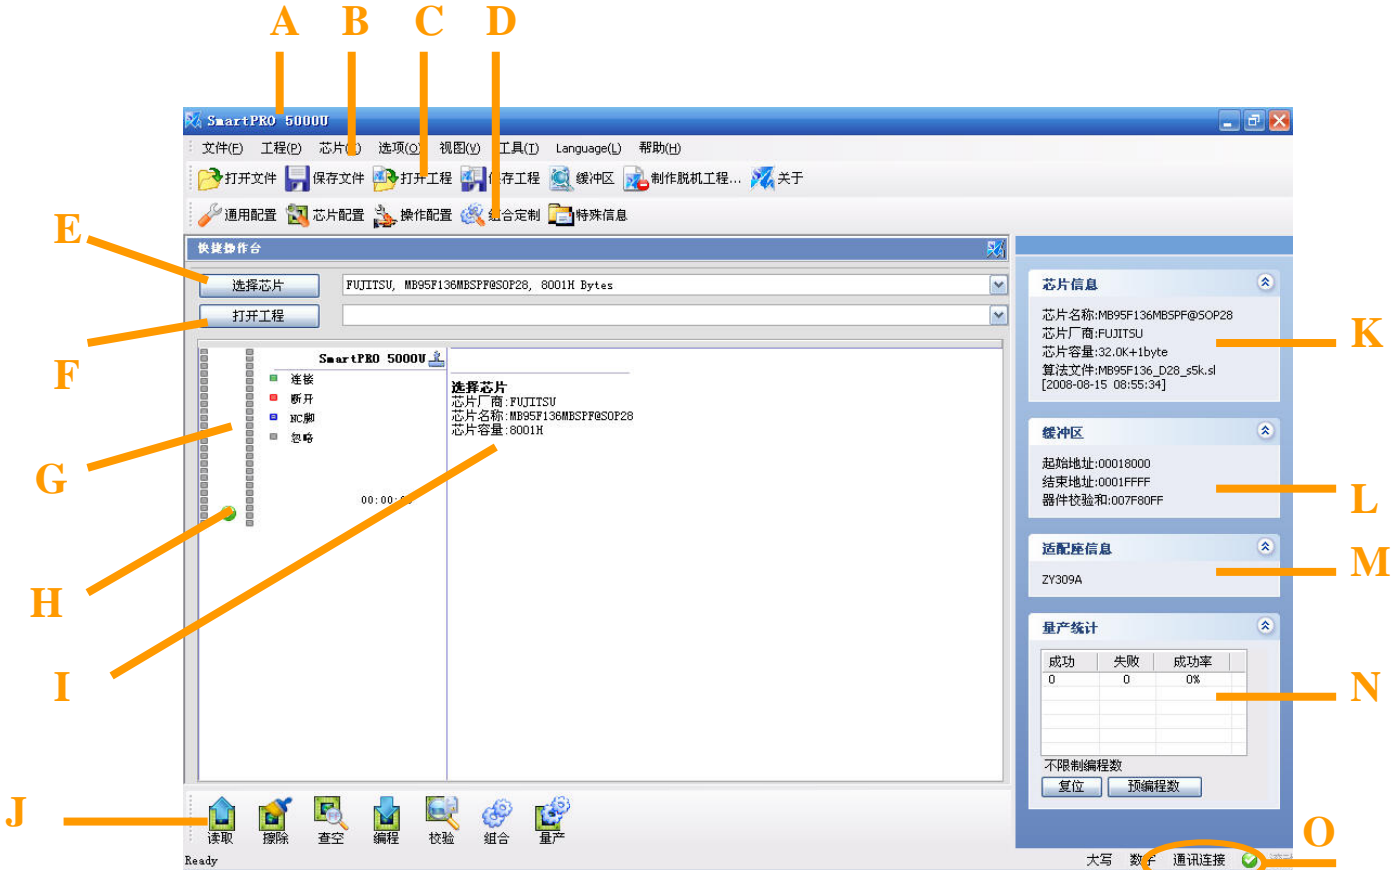 A B C D
SmartPRO 5000U
文件(F) 工程(P) 芯片 选项(O) 视图(V) 工具(T) Language(L) 帮助(H)
打开文件 保存文件 打开工程 保存工程 缓冲区 制作脱机工程... 关于
通用配置 芯片配置 操作配置 组合定制 特殊信息
E
快捷操作台
选择芯片 FUJITSU, MB95F136MBSPF@SOP28, 8001H Bytes
打开工程
F
SmartPRO 5000U
连接
断开
NC脚
忽略
G
00:00:
H
选择芯片
芯片厂商:FUJITSU
芯片名称:MB95F136MBSPF@SOP28
芯片容量:8001H
I
芯片信息
芯片名称:MB95F136MBSPF@SOP28
芯片厂商:FUJITSU
芯片容量:32.0K+1byte
算法文件:MB95F136_D28_s5k.sl
[2008-08-15 08:55:34]
K
缓冲区
起始地址:00018000
结束地址:0001FFFF
器件校验和:007F80FF
L
适配座信息
ZY309A
M
量产统计
成功 失败 成功率
0 0 0%
N
不限制编程数
复位 预编程数
J
读取 擦除 查空 编程 校验 组合 量产
O
Ready 大写 数字 通讯连接